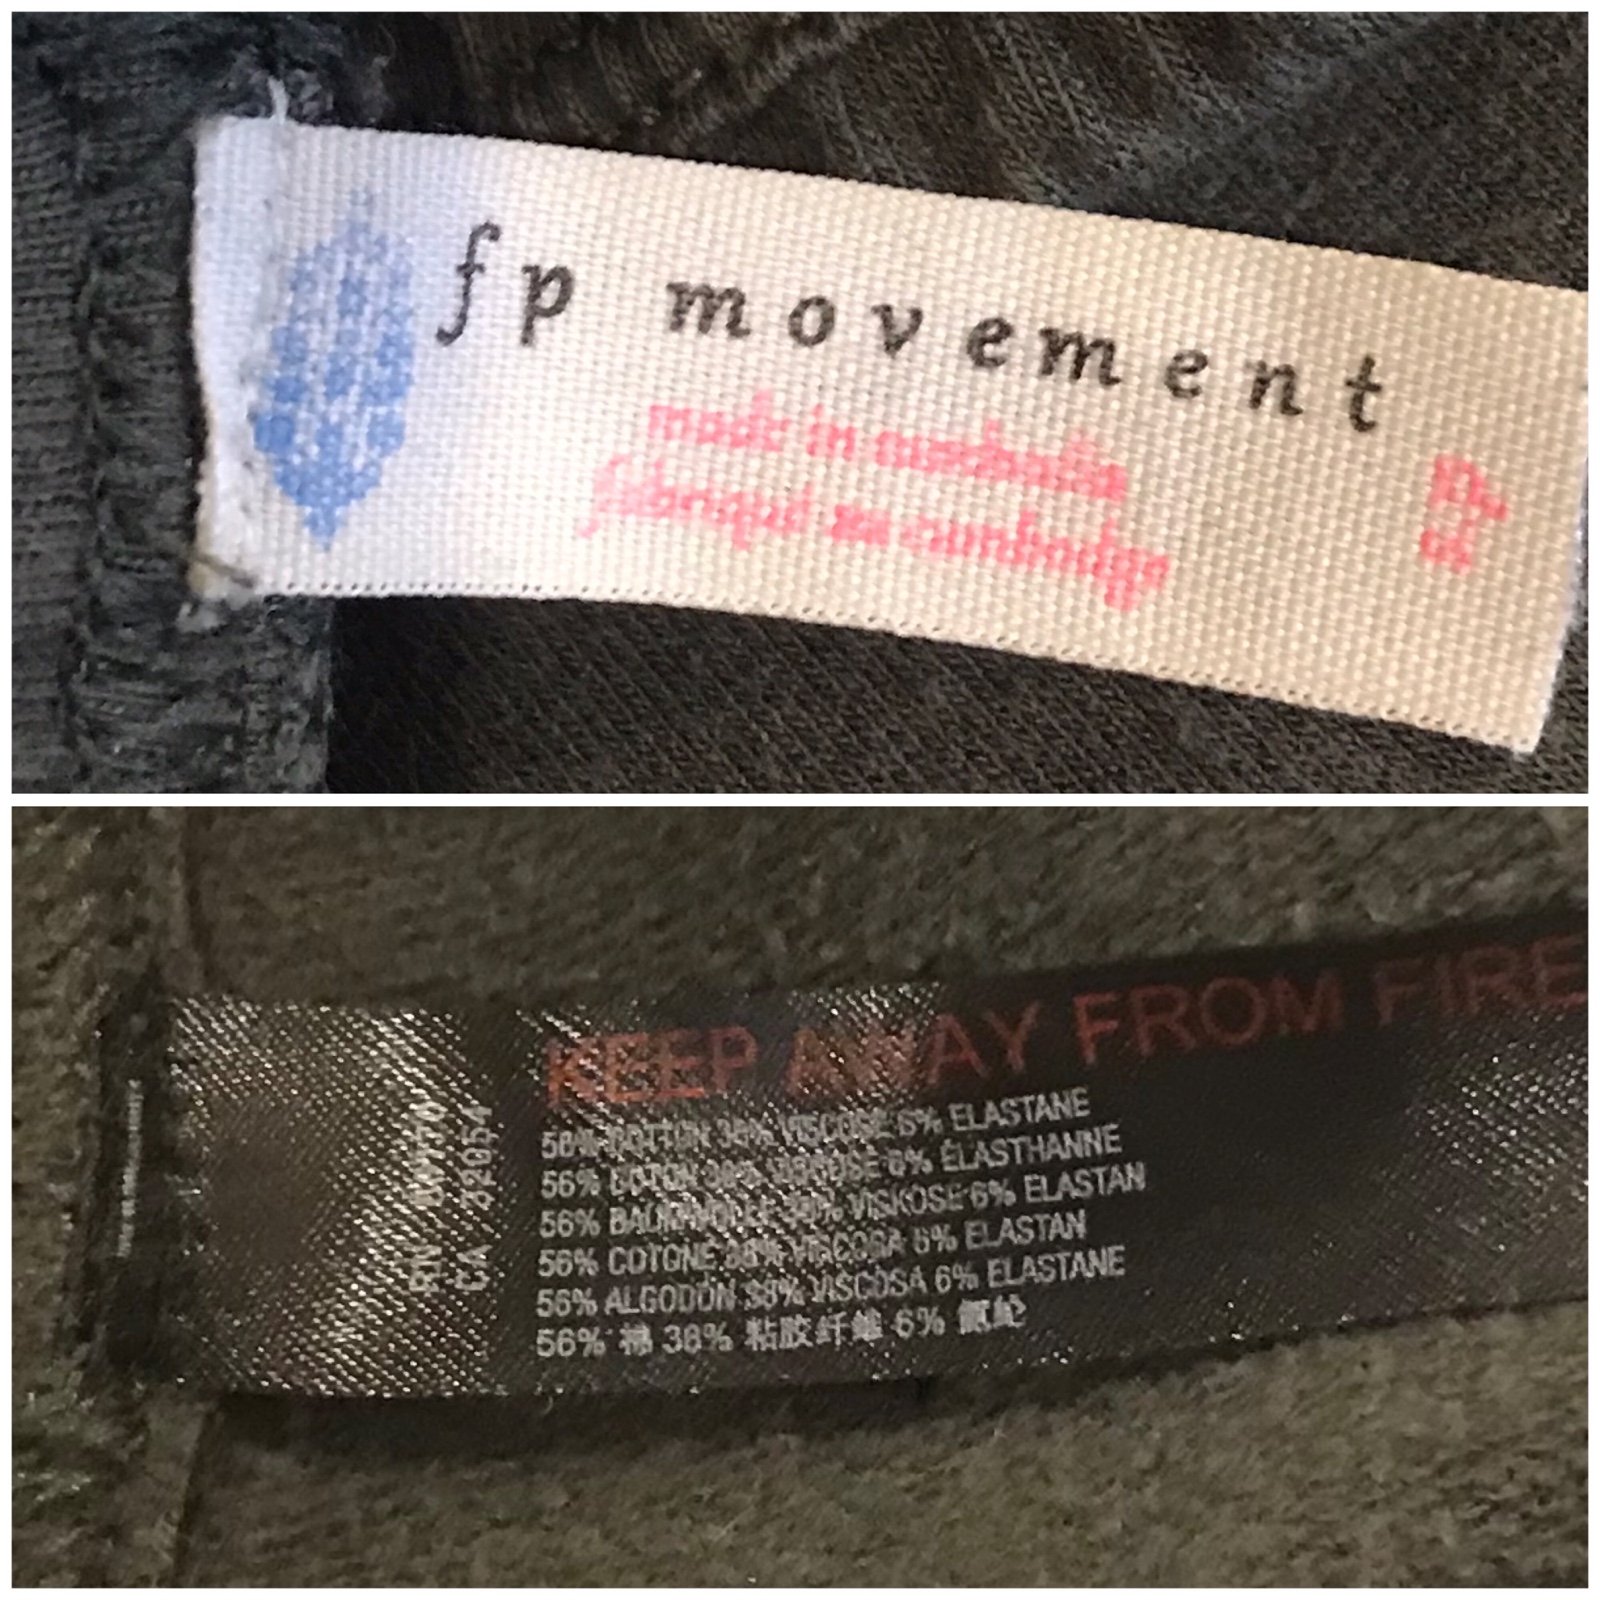 fp movement
made in cambodia
fabriqué au cambodge
KEEP AWAY FROM FIRE
56% COTTON 38% VISCOSE 6% ELASTANE
56% COTON 38% VISCOSE 6% ÉLASTHANNE
56% BAUMWOLLE 38% VISKOSE 6% ELASTAN
56% COTONE 38% VISCOSA 6% ELASTAN
56% ALGODÓN 38% VISCOSA 6% ELASTANE
56% 棉 38% 粘胶纤维 6% 氨纶
RN
CA 32054